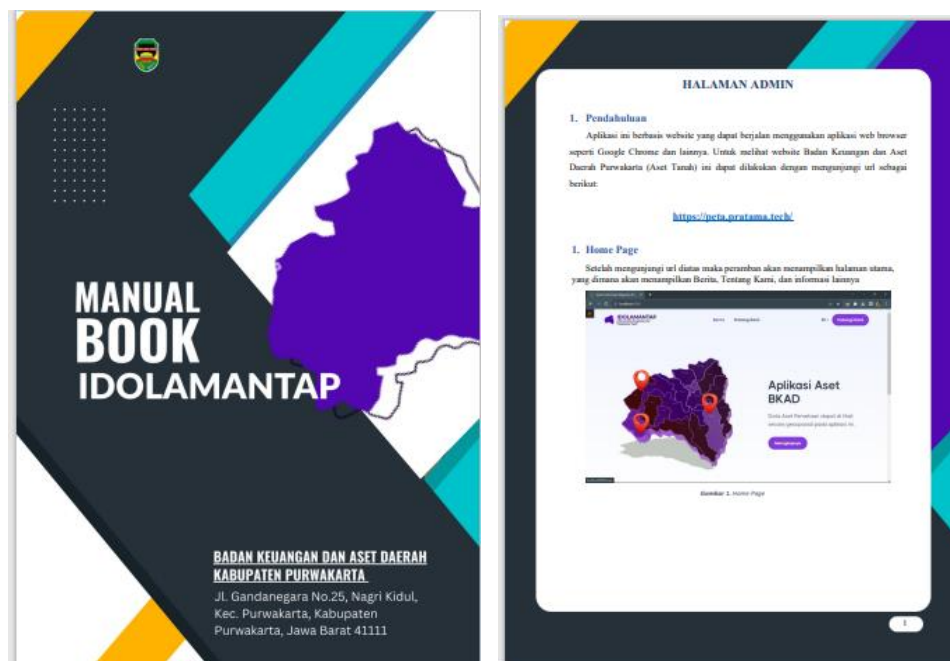 MANUAL
BOOK
IDOLAMANTAP
BADAN KEUANGAN DAN ASET DAERAH
KABUPATEN PURWAKARTA
Jl. Gandanegara No.25, Nagri Kidul,
Kec. Purwakarta, Kabupaten
Purwakarta, Jawa Barat 41111
HALAMAN ADMIN
1. Pendahuluan
Aplikasi ini berbasis website yang dapat berjalan menggunakan aplikasi web browser
seperti Google Chrome dan lainnya. Untuk melihat website Badan Keuangan dan Aset
Daerah Purwakarta (Aset Tanah) ini dapat dilakukan dengan mengunjungi url sebagai
berikut:
https://peta.pratama.tech/
1. Home Page
Setelah mengunjungi url diatas maka peramban akan menampilkan halaman utama,
yang dimana akan menampilkan Berita, Tentang Kami, dan informasi lainnya
IDOLAMANTAP
Aplikasi Aset
BKAD
Gambar 1. Home Page
1